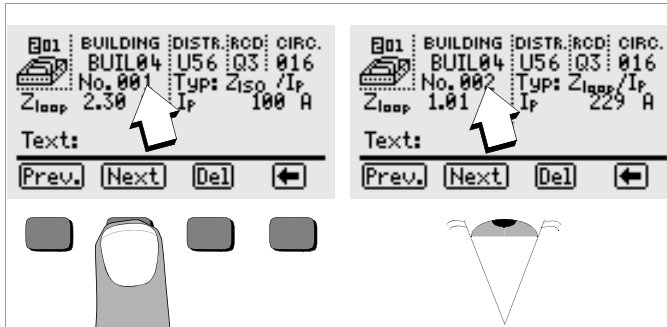 201 BUILDING DISTR. RCD CIRC.
BUIL04 U56 Q3 016
No. 001 Typ: ZISO /IP
Zloop 2.30 IP 100 A
Text:
Prev. Next Del
201 BUILDING DISTR. RCD CIRC.
BUIL04 U56 Q3 016
No. 002 Typ: Zloop/IP
Zloop 1.01 IP 229 A
Text:
Prev. Next Del